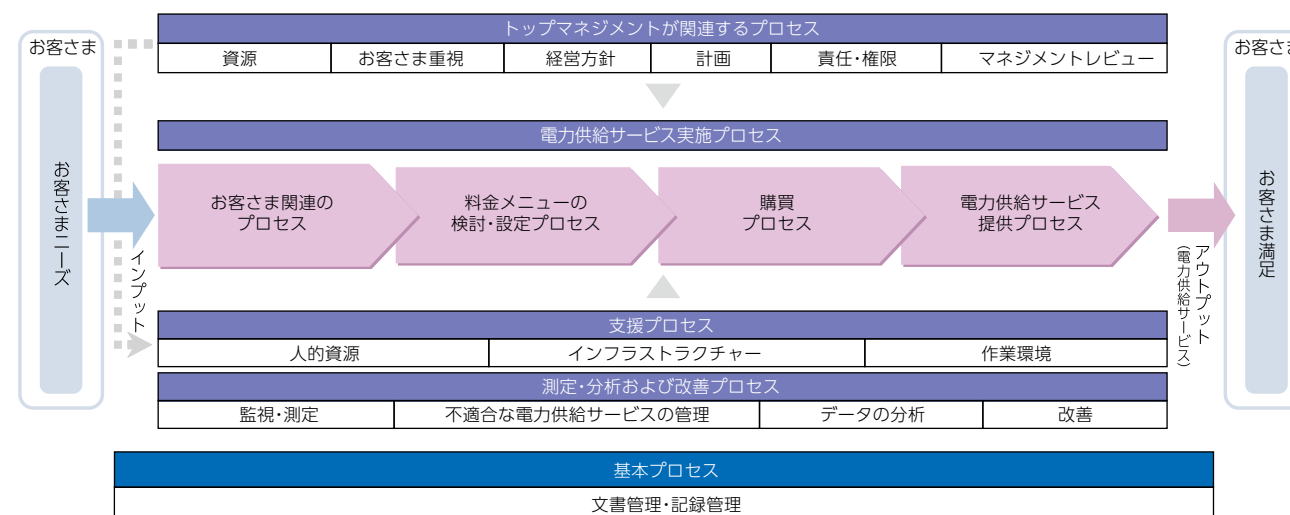 お客さま
お客さまニーズ
インプット
トップマネジメントが関連するプロセス
資源
お客さま重視
経営方針
計画
責任・権限
マネジメントレビュー
電力供給サービス実施プロセス
お客さま関連の
プロセス
料金メニューの
検討・設定プロセス
購買
プロセス
電力供給サービス
提供プロセス
支援プロセス
人的資源
インフラストラクチャー
作業環境
測定・分析および改善プロセス
監視・測定
不適合な電力供給サービスの管理
データの分析
改善
アウトプット
(電力供給サービス)
お客さま
お客さま満足
基本プロセス
文書管理・記録管理